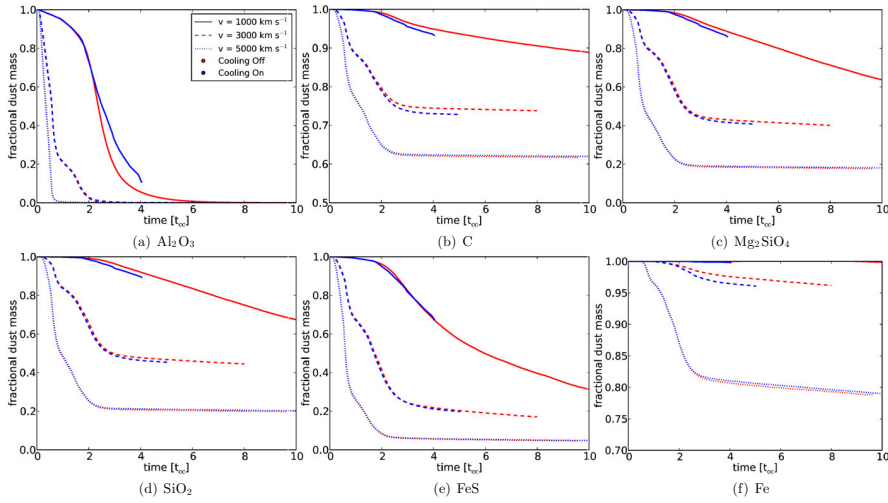 fractional dust mass
1.0
0.8
0.6
0.4
0.2
0.0
v = 1000 km s⁻¹
v = 3000 km s⁻¹
v = 5000 km s⁻¹
Cooling Off
Cooling On
0 2 4 6 8 10
time [t_cc]
(a) Al₂O₃
fractional dust mass
1.0
0.9
0.8
0.7
0.6
0.5
0 2 4 6 8 10
time [t_cc]
(b) C
fractional dust mass
1.0
0.8
0.6
0.4
0.2
0.0
0 2 4 6 8 10
time [t_cc]
(c) Mg₂SiO₄
fractional dust mass
1.0
0.8
0.6
0.4
0.2
0.0
0 2 4 6 8 10
time [t_cc]
(d) SiO₂
fractional dust mass
1.0
0.8
0.6
0.4
0.2
0.0
0 2 4 6 8 10
time [t_cc]
(e) FeS
fractional dust mass
1.00
0.95
0.90
0.85
0.80
0.75
0.70
0 2 4 6 8 10
time [t_cc]
(f) Fe